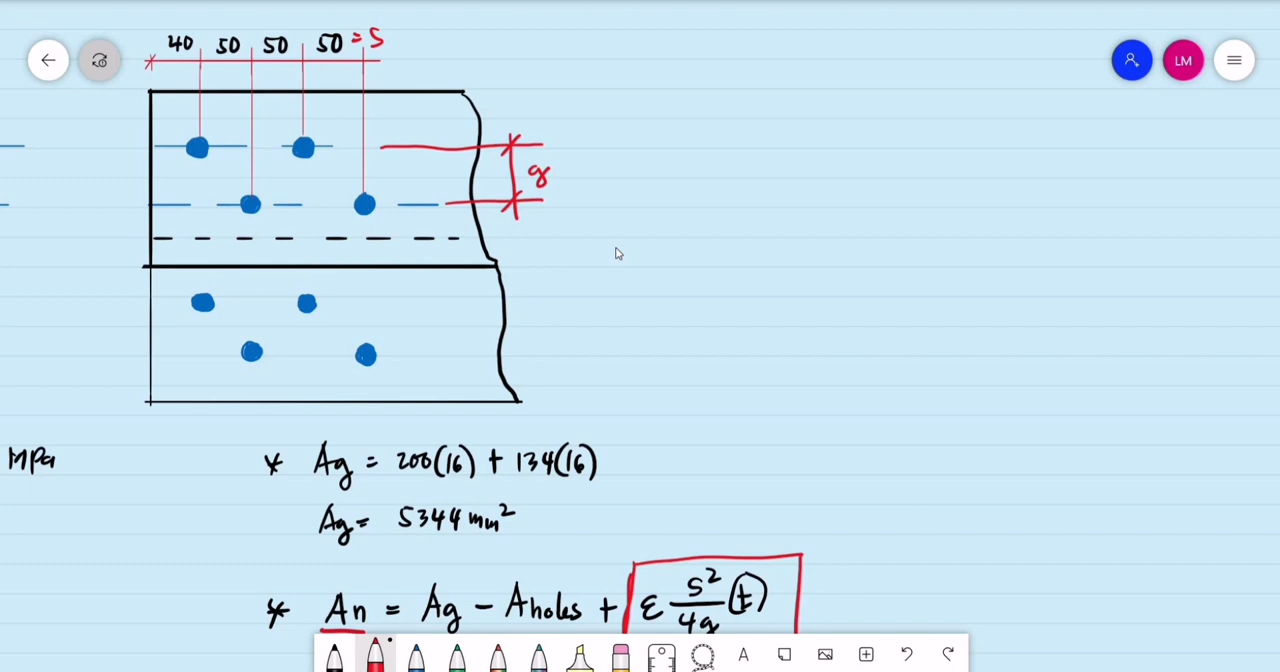 40 50 50 50 = S
LM
g
MPa
* Ag = 200(16) + 134(16)
Ag = 5344 mm²
* An = Ag - Aholes + Σ S²/4g (t)
A